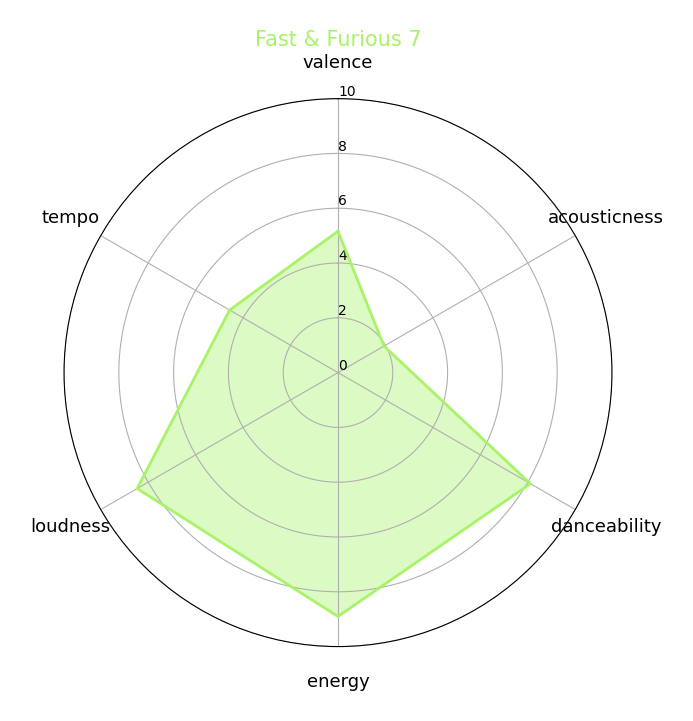 Fast & Furious 7
valence
10
8
6
4
2
0
tempo
acousticness
loudness
danceability
energy